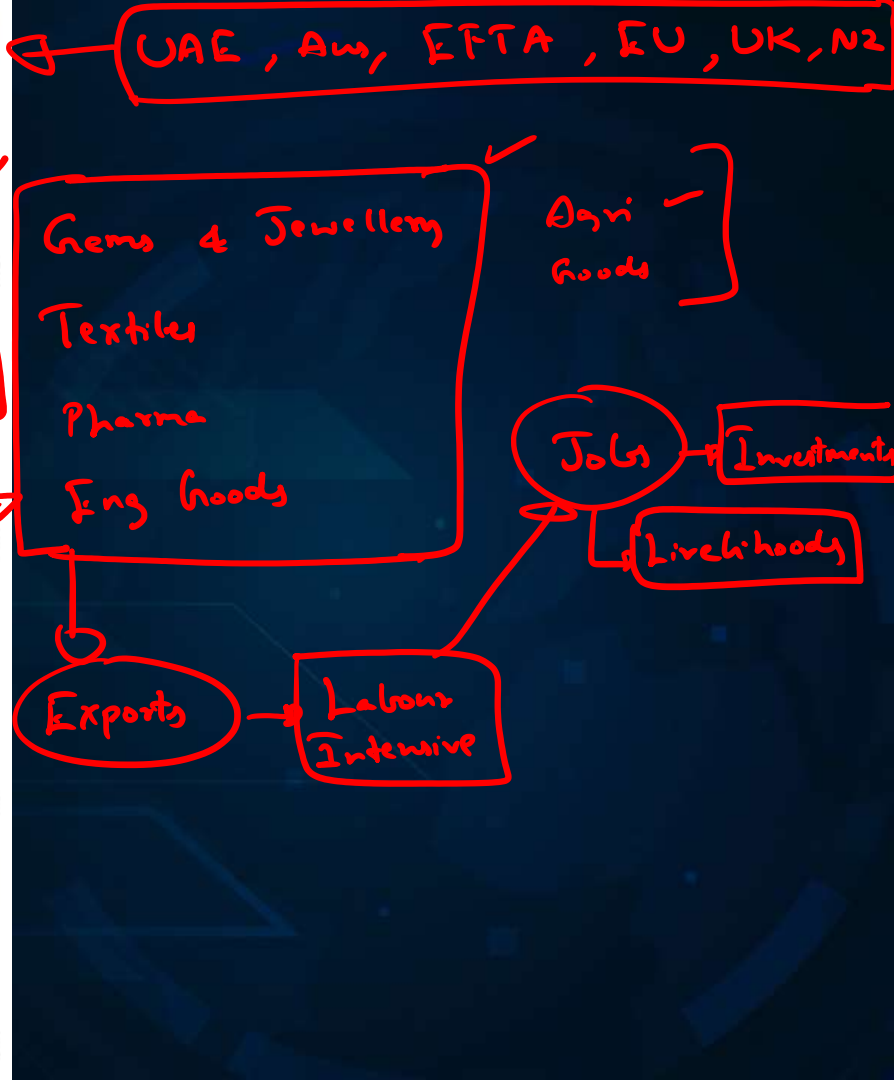 UAE, Aus, EFTA, EU, UK, NZ
Gems & Jewellery
Textiles
Pharma
Eng Goods
Agri
Goods
Jobs
Investments
Livelihoods
Exports
Labour
Intensive